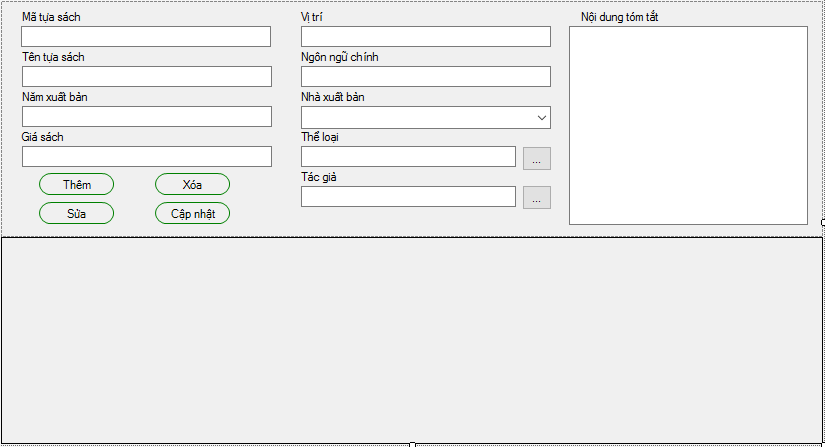 Mã tựa sách
Vị trí
Nội dung tóm tắt
Tên tựa sách
Ngôn ngữ chính
Năm xuất bản
Nhà xuất bản
Giá sách
Thể loại
...
Tác giả
...
Thêm
Xóa
Sửa
Cập nhật